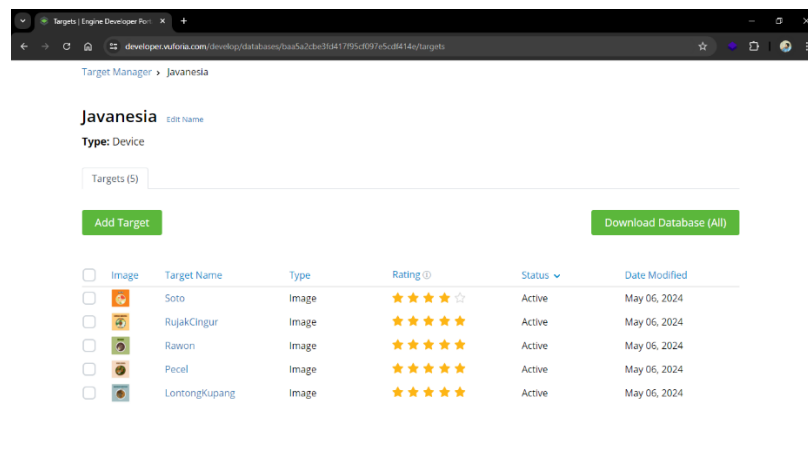 Targets | Engine Developer Port
developer.vuforia.com/develop/databases/baa5a2cbe3fd417f95cf097e5cdf414e/targets
Target Manager › Javanesia
Javanesia Edit Name
Type: Device
Targets (5)
Add Target Download Database (All)
Image Target Name Type Rating Status Date Modified
Soto Image Active May 06, 2024
RujakCingur Image Active May 06, 2024
Rawon Image Active May 06, 2024
Pecel Image Active May 06, 2024
LontongKupang Image Active May 06, 2024